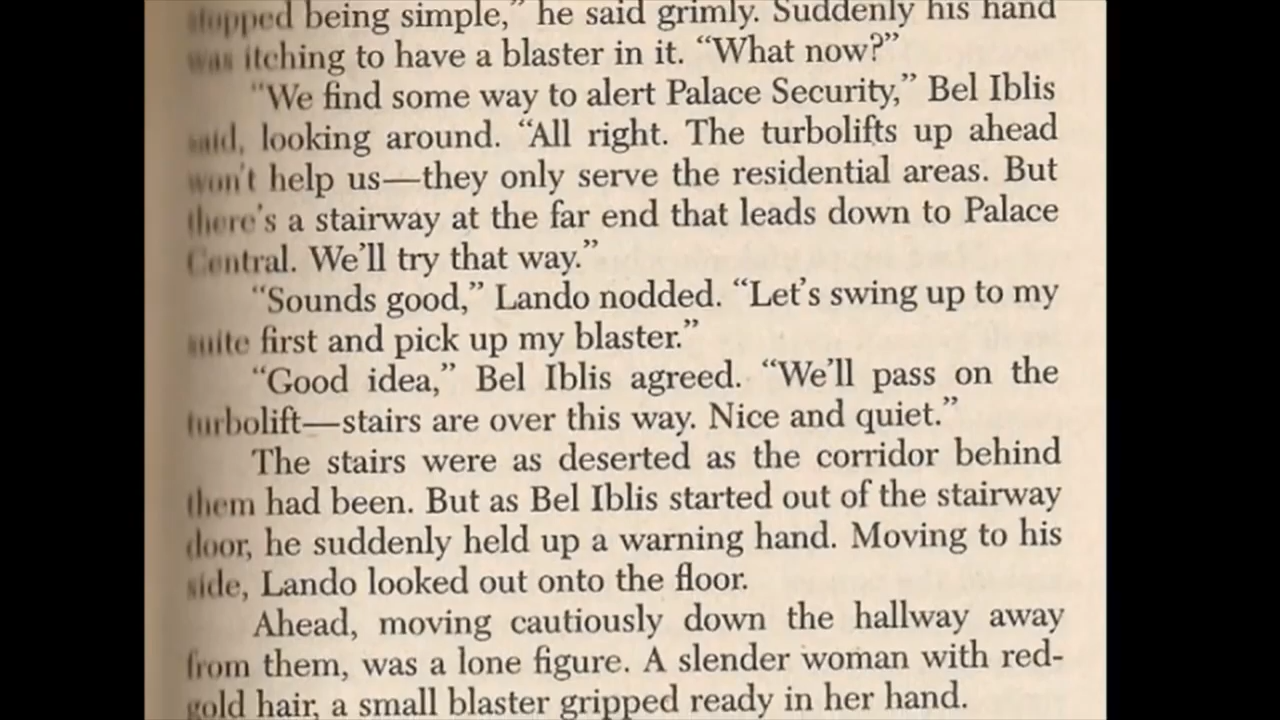 stopped being simple,” he said grimly. Suddenly his hand
was itching to have a blaster in it. “What now?”
“We find some way to alert Palace Security,” Bel Iblis
said, looking around. “All right. The turbolifts up ahead
won't help us—they only serve the residential areas. But
there's a stairway at the far end that leads down to Palace
Central. We’ll try that way.”
“Sounds good,” Lando nodded. “Let’s swing up to my
suite first and pick up my blaster.”
“Good idea,” Bel Iblis agreed. “We’ll pass on the
turbolift—stairs are over this way. Nice and quiet.”
The stairs were as deserted as the corridor behind
them had been. But as Bel Iblis started out of the stairway
door, he suddenly held up a warning hand. Moving to his
side, Lando looked out onto the floor.
Ahead, moving cautiously down the hallway away
from them, was a lone figure. A slender woman with red-
gold hair, a small blaster gripped ready in her hand.